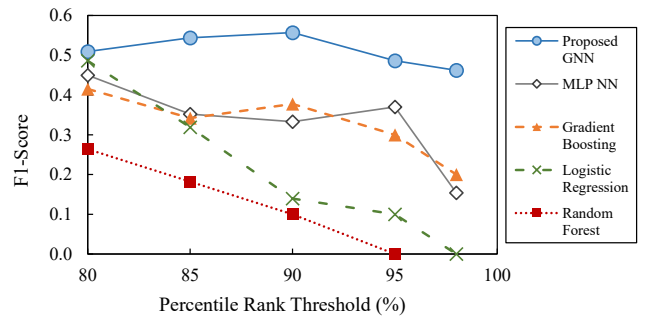 0.6
0.5
0.4
0.3
0.2
0.1
0.0
F1-Score
80
85
90
95
100
Percentile Rank Threshold (%)
Proposed
GNN
MLP NN
Gradient
Boosting
Logistic
Regression
Random
Forest